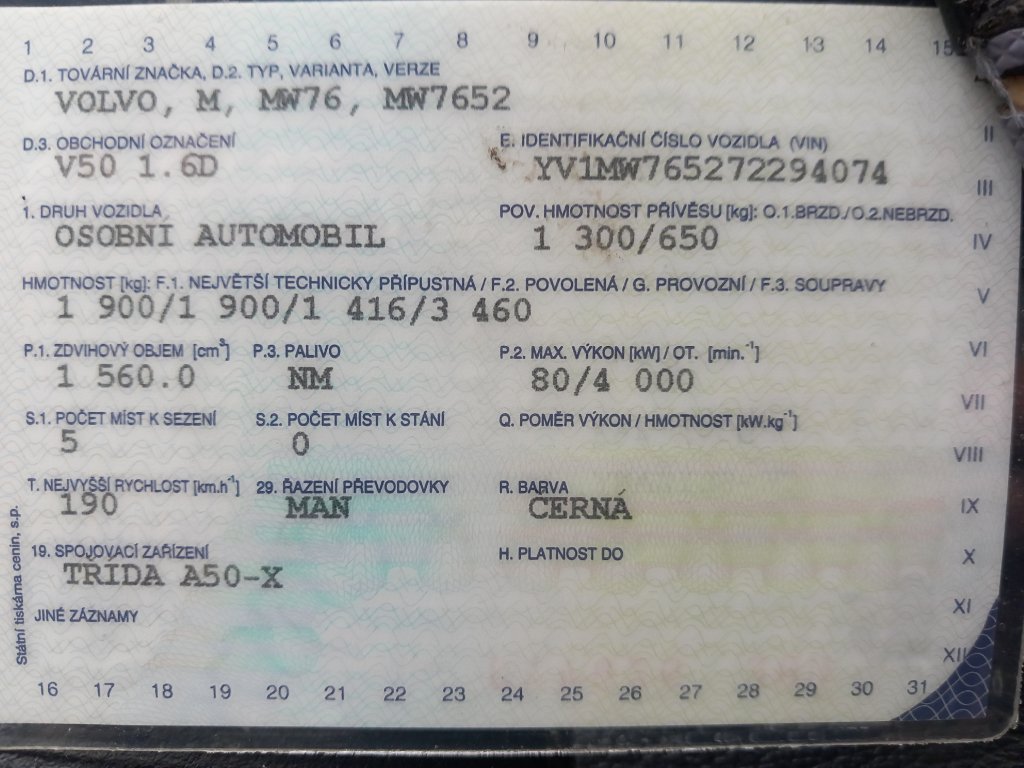 1 2 3 4 5 6 7 8 9 10 11 12 13 14 15
D.1. TOVÁRNÍ ZNAČKA, D.2. TYP, VARIANTA, VERZE
VOLVO, M, MW76, MW7652
II
D.3. OBCHODNÍ OZNAČENÍ E. IDENTIFIKAČNÍ ČÍSLO VOZIDLA (VIN)
V50 1.6D YV1MW765272294074
III
1. DRUH VOZIDLA POV. HMOTNOST PŘÍVĚSU [kg]: O.1.BRZD./O.2.NEBRZD.
OSOBNÍ AUTOMOBIL 1 300/650
IV
HMOTNOST [kg]: F.1. NEJVĚTŠÍ TECHNICKY PŘÍPUSTNÁ / F.2. POVOLENÁ / G. PROVOZNÍ / F.3. SOUPRAVY
V
1 900/1 900/1 416/3 460
P.1. ZDVIHOVÝ OBJEM [cm³] P.3. PALIVO P.2. MAX. VÝKON [kW] / OT. [min.⁻¹]
VI
1 560.0 NM 80/4 000
VII
S.1. POČET MÍST K SEZENÍ S.2. POČET MÍST K STÁNÍ Q. POMĚR VÝKON / HMOTNOST [kW.kg⁻¹]
5 0
VIII
T. NEJVYŠŠÍ RYCHLOST [km.h⁻¹] 29. ŘAZENÍ PŘEVODOVKY R. BARVA
190 MAN ČERNÁ
IX
19. SPOJOVACÍ ZAŘÍZENÍ H. PLATNOST DO
X
TŘÍDA A50-X
XI
JINÉ ZÁZNAMY
XII
16 17 18 19 20 21 22 23 24 25 26 27 28 29 30 31
Státní tiskárna cenin, s.p.